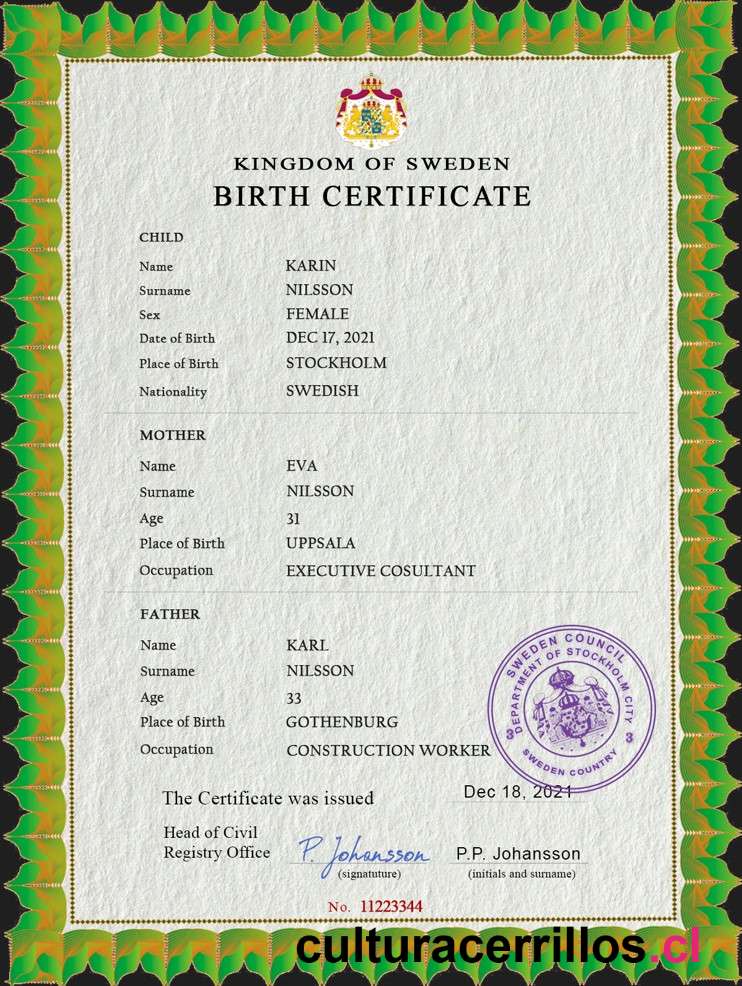 KINGDOM OF SWEDEN
BIRTH CERTIFICATE
CHILD
Name KARIN
Surname NILSSON
Sex FEMALE
Date of Birth DEC 17, 2021
Place of Birth STOCKHOLM
Nationality SWEDISH
MOTHER
Name EVA
Surname NILSSON
Age 31
Place of Birth UPPSALA
Occupation EXECUTIVE COSULTANT
FATHER
Name KARL
Surname NILSSON
Age 33
Place of Birth GOTHENBURG
Occupation CONSTRUCTION WORKER
SWEDEN COUNCIL
DEPARTMENT OF STOCKHOLM CITY
3 3
SWEDEN COUNTRY
The Certificate was issued Dec 18, 2021
Head of Civil
Registry Office P. Johansson P.P. Johansson
(signatuture) (initials and surname)
No. 11223344
culturacerrillos.cl